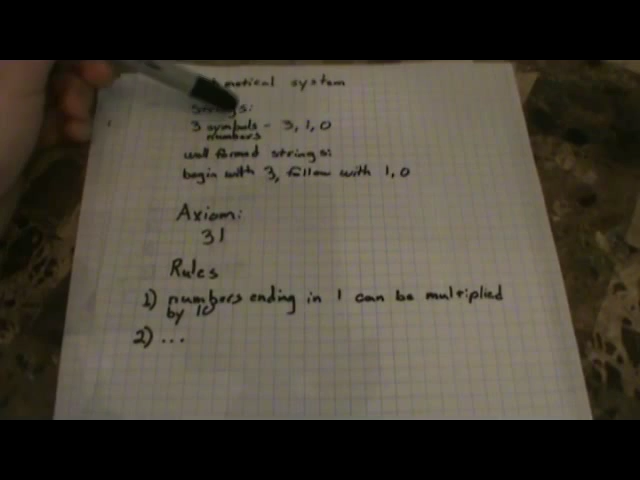 system
Strings:
3 symbols - 3, 1, 0
numbers
well formed strings:
begin with 3, follow with 1, 0
Axiom:
31
Rules
1) numbers ending in 1 can be multiplied
by 10
2) ...